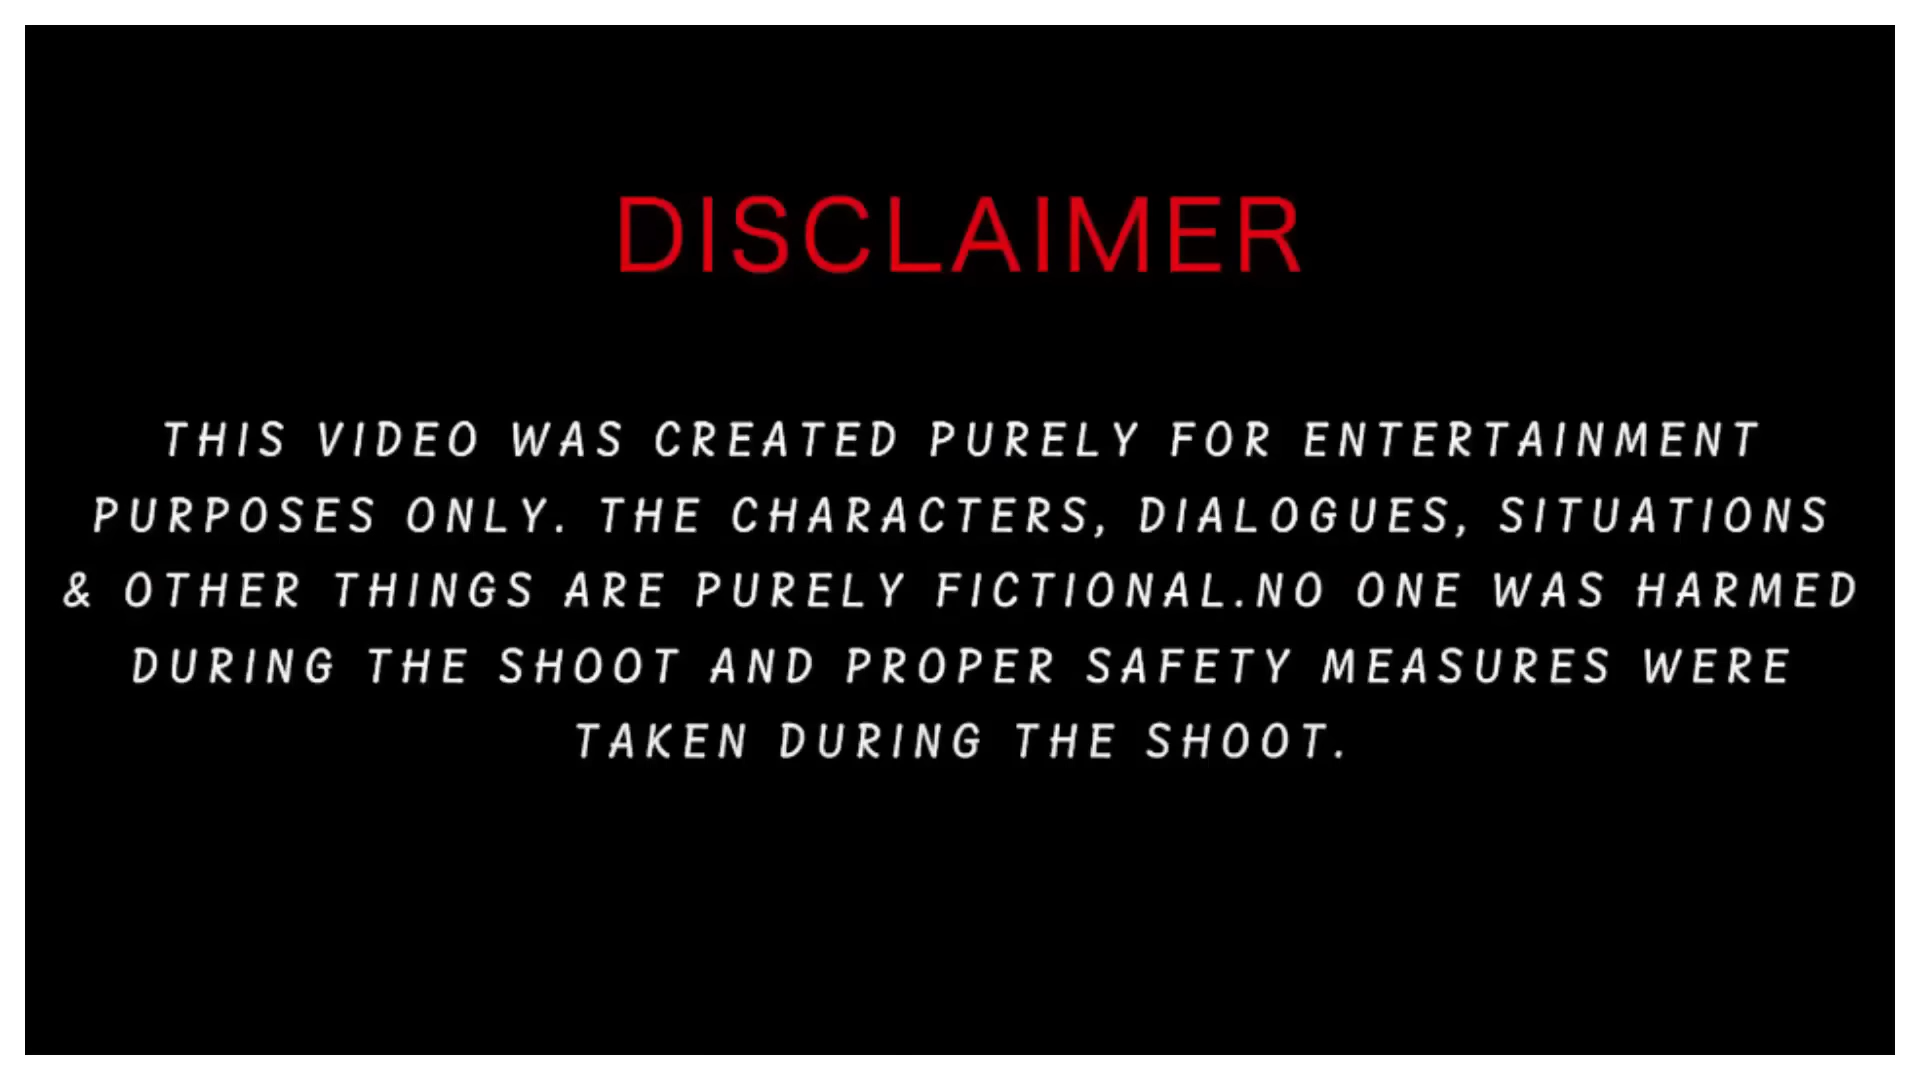 DISCLAIMER
THIS VIDEO WAS CREATED PURELY FOR ENTERTAINMENT
PURPOSES ONLY. THE CHARACTERS, DIALOGUES, SITUATIONS
& OTHER THINGS ARE PURELY FICTIONAL.NO ONE WAS HARMED
DURING THE SHOOT AND PROPER SAFETY MEASURES WERE
TAKEN DURING THE SHOOT.